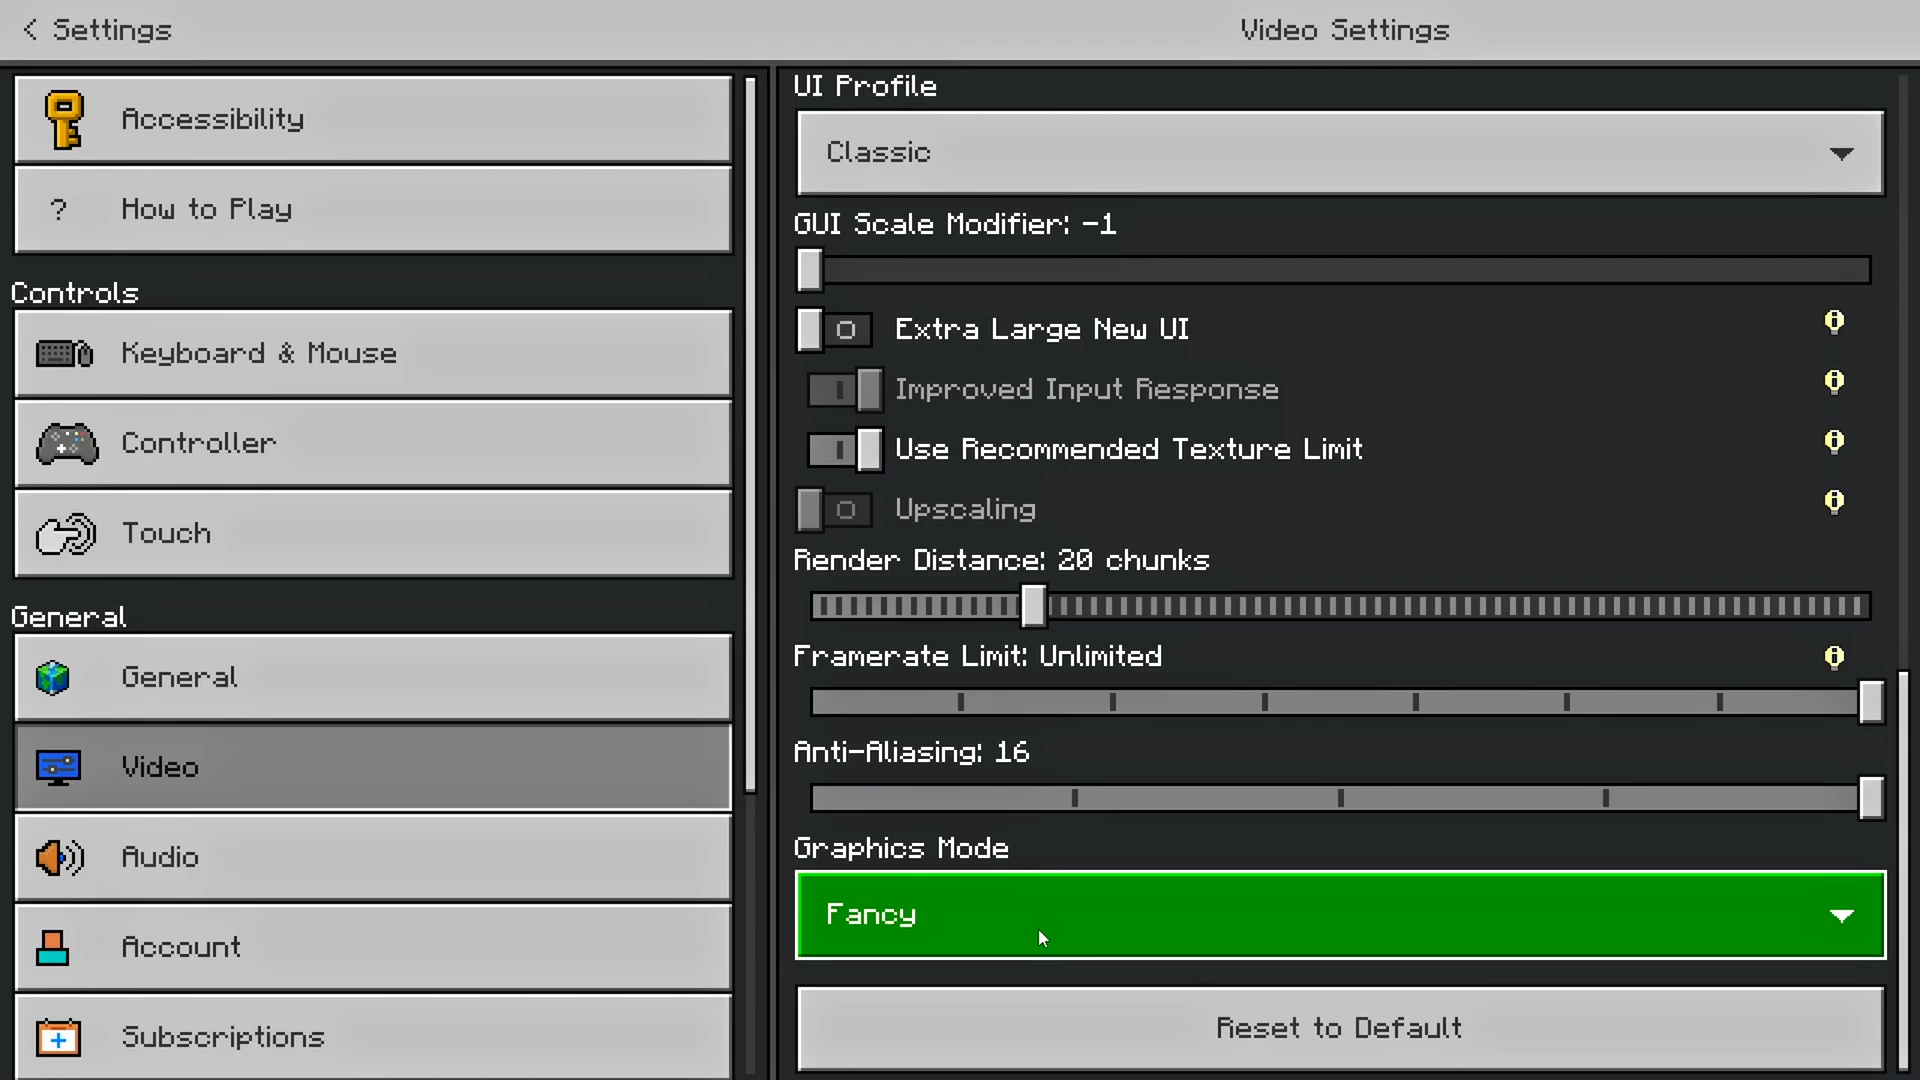 Settings
Video Settings
Accessibility
? How to Play
Controls
Keyboard & Mouse
Controller
Touch
General
General
Video
Audio
Account
Subscriptions
UI Profile
Classic
GUI Scale Modifier: -1
Extra Large New UI
Improved Input Response
Use Recommended Texture Limit
Upscaling
Render Distance: 20 chunks
Framerate Limit: Unlimited
Anti-Aliasing: 16
Graphics Mode
Fancy
Reset to Default